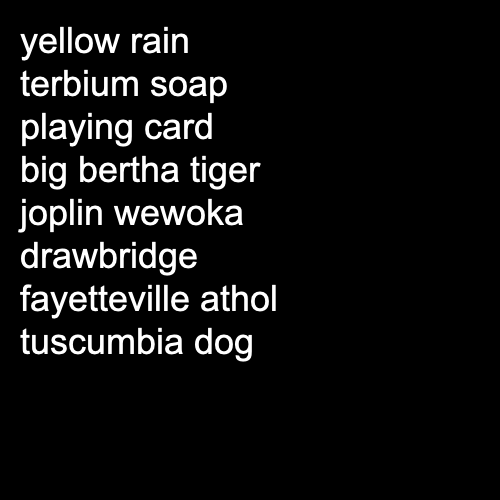 yellow rain
terbium soap
playing card
big bertha tiger
joplin wewoka
drawbridge
fayetteville athol
tuscumbia dog